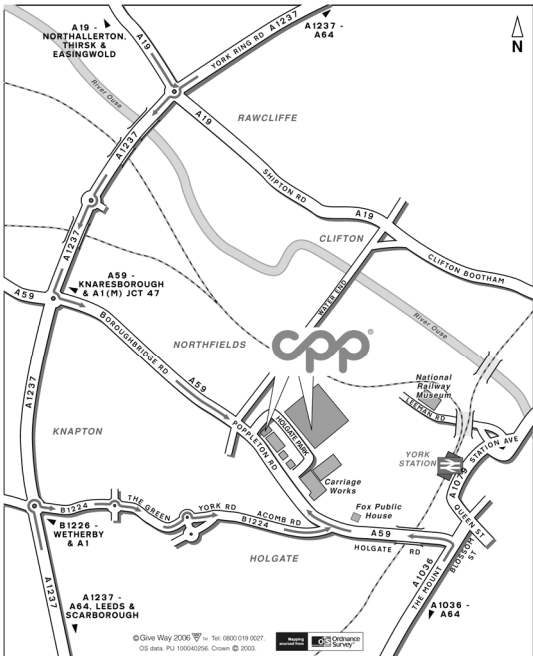 A19 -
NORTHALLERTON,
THIRSK &
EASINGWOLD
A19
YORK RING RD A1237
A1237 -
A64
N
River Ouse
RAWCLIFFE
A1237
A19
SHIPTON RD
A19
CLIFTON
CLIFTON BOOTHAM
A1237
WATER END
A59
A59 -
KNARESBOROUGH
& A1(M) JCT 47
River Ouse
BOROUGHBRIDGE RD
NORTHFIELDS
cpp®
A59
National
Railway
Museum
LEEMAN RD
A1237
KNAPTON
POPPLETON RD
HOLGATE PARK
YORK
STATION
STATION AVE
A1079
Carriage
Works
B1224
THE GREEN
YORK RD
ACOMB RD
B1224
Fox Public
House
QUEEN ST
B1226 -
WETHERBY
& A1
A59
HOLGATE RD
HOLGATE
BLOSSOM
ST
A1036
THE MOUNT
A1237
A1237 -
A64, LEEDS &
SCARBOROUGH
A1036 -
A64
©Give Way 2006 TM Tel: 0800 019 0027.
OS data. PU 100040256. Crown © 2003.
Mapping
sourced from
Ordnance
Survey®